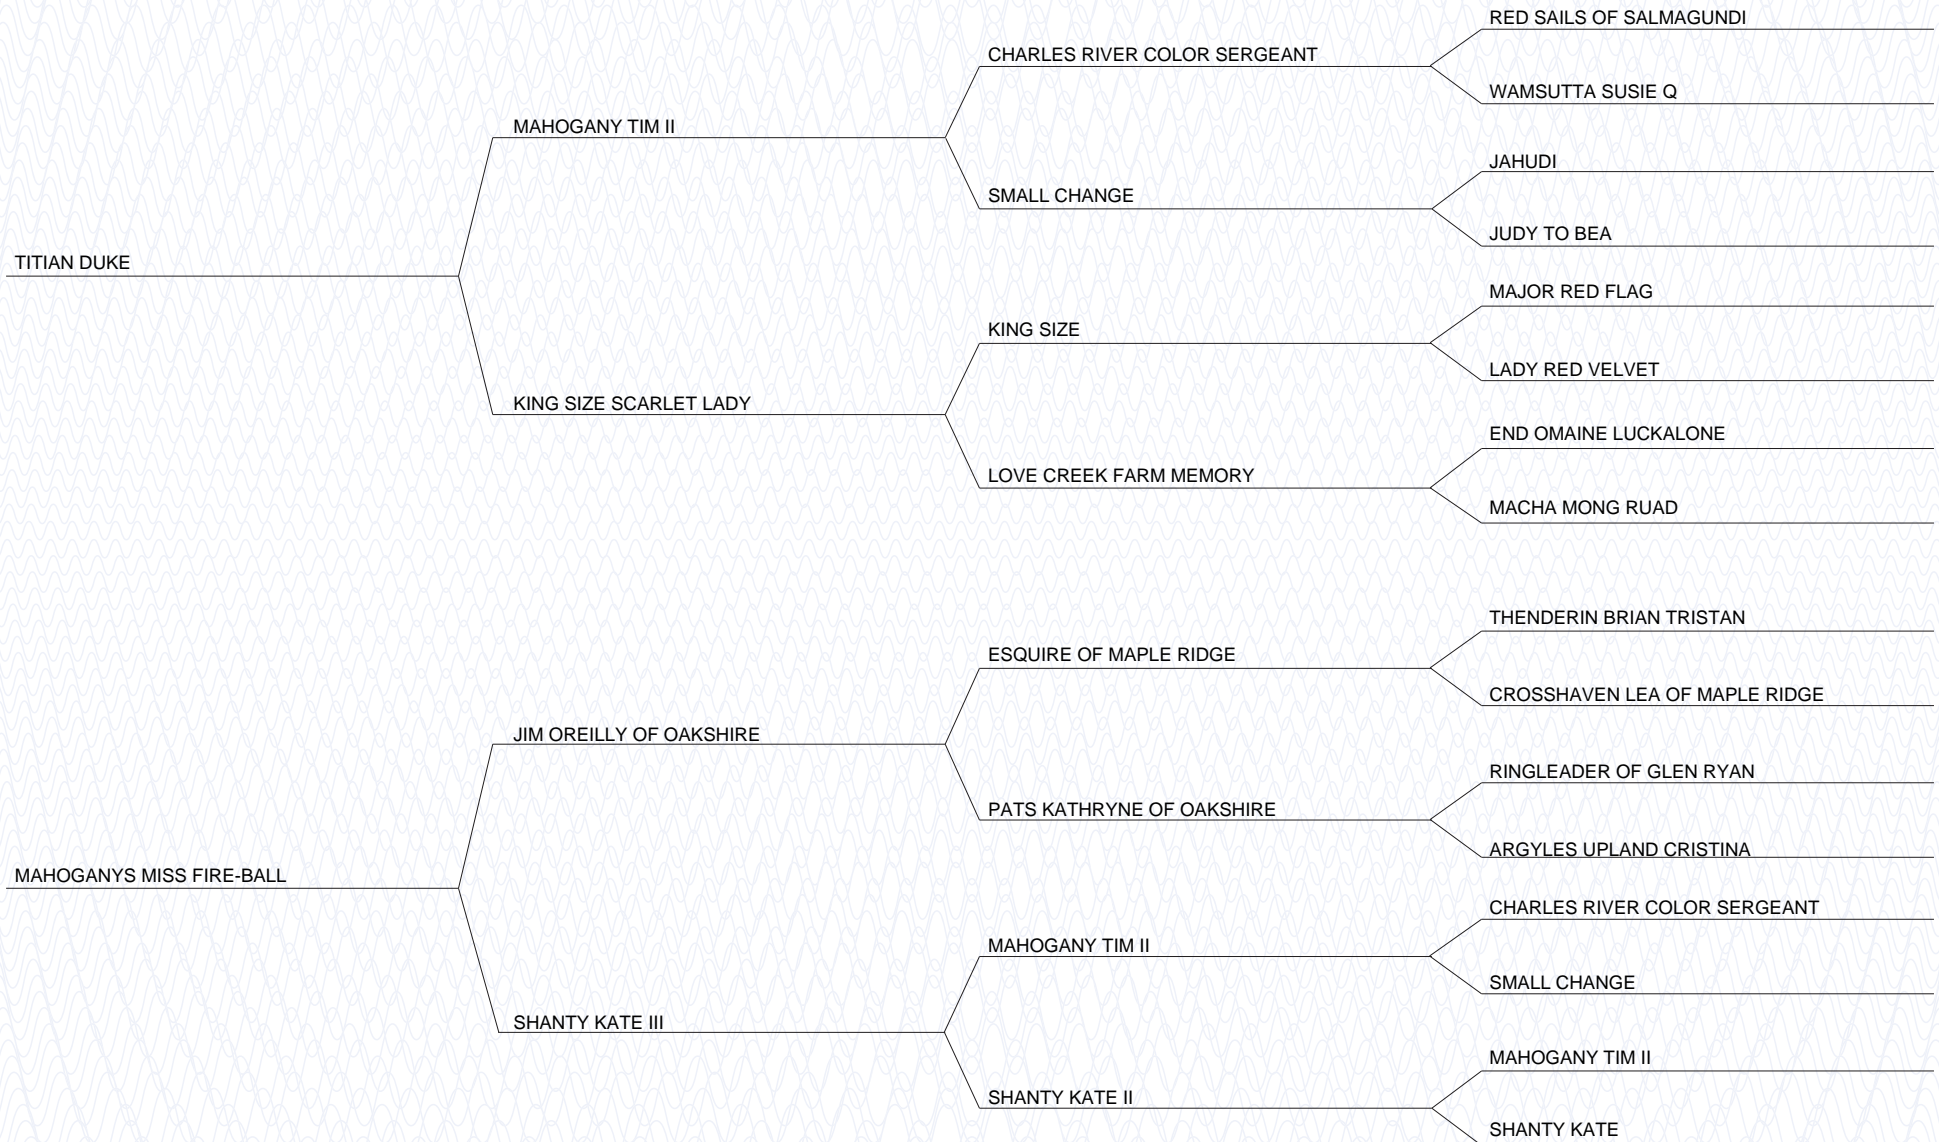 RED SAILS OF SALMAGUNDI
CHARLES RIVER COLOR SERGEANT
WAMSUTTA SUSIE Q
MAHOGANY TIM II
JAHUDI
SMALL CHANGE
JUDY TO BEA
TITIAN DUKE
MAJOR RED FLAG
KING SIZE
LADY RED VELVET
KING SIZE SCARLET LADY
END OMAINE LUCKALONE
LOVE CREEK FARM MEMORY
MACHA MONG RUAD
THENDERIN BRIAN TRISTAN
ESQUIRE OF MAPLE RIDGE
CROSSHAVEN LEA OF MAPLE RIDGE
JIM OREILLY OF OAKSHIRE
RINGLEADER OF GLEN RYAN
PATS KATHRYNE OF OAKSHIRE
ARGYLES UPLAND CRISTINA
MAHOGANYS MISS FIRE-BALL
CHARLES RIVER COLOR SERGEANT
MAHOGANY TIM II
SMALL CHANGE
SHANTY KATE III
MAHOGANY TIM II
SHANTY KATE II
SHANTY KATE